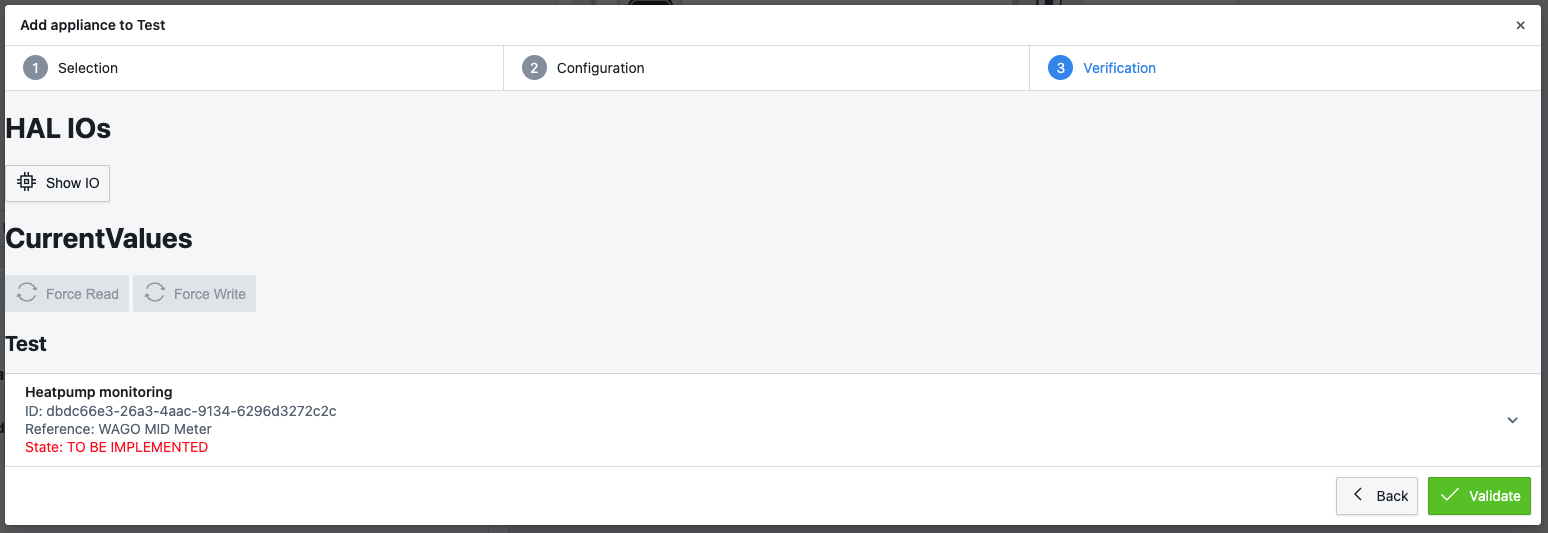 Add appliance to Test
×
1 Selection
2 Configuration
3 Verification
HAL IOs
Show IO
CurrentValues
Force Read
Force Write
Test
Heatpump monitoring
ID: dbdc66e3-26a3-4aac-9134-6296d3272c2c
Reference: WAGO MID Meter
State: TO BE IMPLEMENTED
Back
Validate